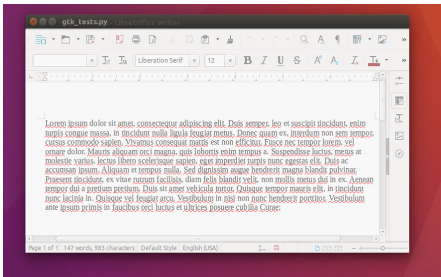 gtk_tests.py - LibreOffice Writer
Liberation Serif 12
Lorem ipsum dolor sit amet, consectetur adipiscing elit. Duis semper, leo et suscipit tincidunt, enim
turpis congue massa, in tincidunt nulla ligula feugiat metus. Donec quam ex, interdum non sem tempor,
cursus commodo sapien. Vivamus consequat mattis est non efficitur. Fusce nec tempor lorem, vel
ornare dolor. Mauris aliquam orci magna, quis lobortis enim tempus a. Suspendisse luctus, metus at
molestie varius, lectus libero scelerisque sapien, eget imperdiet turpis nunc egestas elit. Duis ac
accumsan ipsum. Aliquam et tempus nulla. Sed dignissim augue hendrerit magna blandit pulvinar.
Praesent tincidunt, ex vitae rutrum facilisis, diam felis blandit velit, non mollis metus dui in ex. Aenean
tempor dui a pretium pretium. Duis sit amet vehicula tortor. Quisque tempor mauris elit, in tincidunt
nunc lacinia in. Quisque vel feugiat arcu. Vestibulum in nisi non nunc hendrerit porttitor. Vestibulum
ante ipsum primis in faucibus orci luctus et ultrices posuere cubilia Curae;
Page 1 of 1 147 words, 983 characters Default Style English (USA)